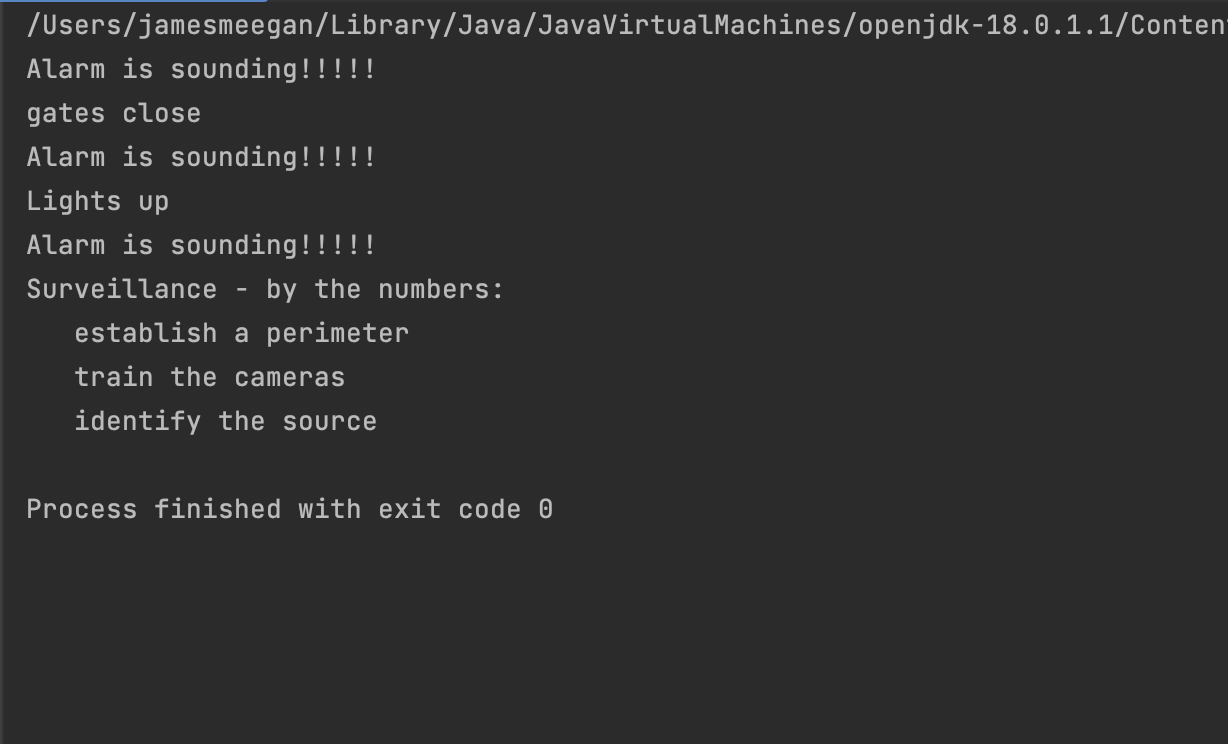 /Users/jamesmeegan/Library/Java/JavaVirtualMachines/openjdk-18.0.1.1/Conten
Alarm is sounding!!!!!
gates close
Alarm is sounding!!!!!
Lights up
Alarm is sounding!!!!!
Surveillance - by the numbers:
   establish a perimeter
   train the cameras
   identify the source

Process finished with exit code 0